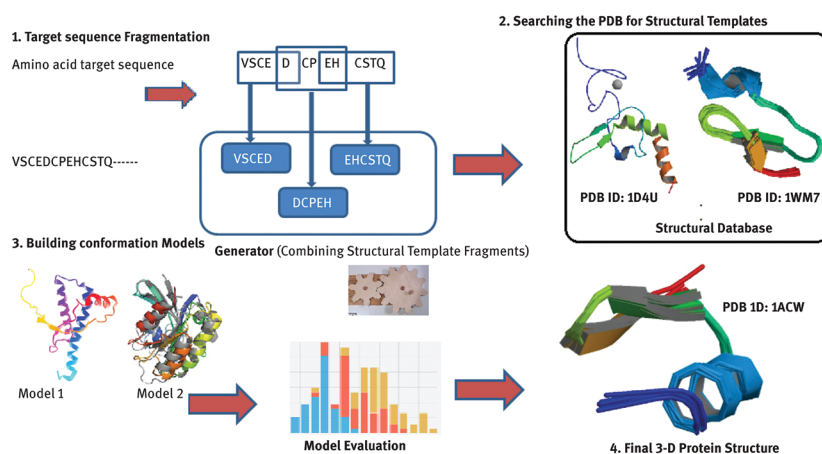 1. Target sequence Fragmentation
Amino acid target sequence
VSCEDCPEHCSTQ------
VSCE D CP EH CSTQ
VSCED
EHCSTQ
DCPEH
2. Searching the PDB for Structural Templates
PDB ID: 1D4U
PDB ID: 1WM7
.
.
Structural Database
3. Building conformation Models
Generator (Combining Structural Template Fragments)
Model 1
Model 2
Model Evaluation
PDB 1D: 1ACW
4. Final 3-D Protein Structure